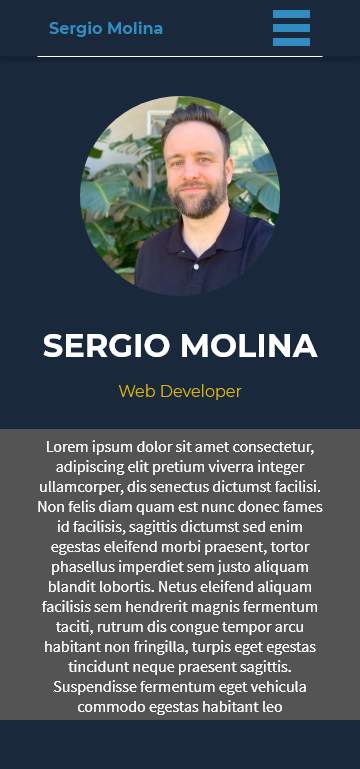 Sergio Molina
SERGIO MOLINA
Web Developer
Lorem ipsum dolor sit amet consectetur,
adipiscing elit pretium viverra integer
ullamcorper, dis senectus dictumst facilisi.
Non felis diam quam est nunc donec fames
id facilisis, sagittis dictumst sed enim
egestas eleifend morbi praesent, tortor
phasellus imperdiet sem justo aliquam
blandit lobortis. Netus eleifend aliquam
facilisis sem hendrerit magnis fermentum
taciti, rutrum dis congue tempor arcu
habitant non fringilla, turpis eget egestas
tincidunt neque praesent sagittis.
Suspendisse fermentum eget vehicula
commodo egestas habitant leo